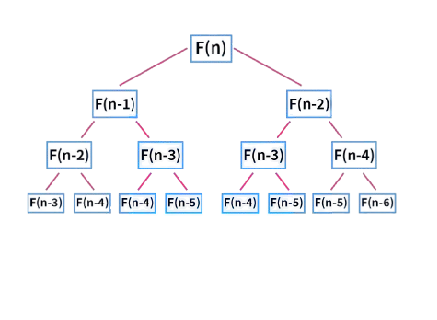 F(n)
F(n-1) F(n-2)
F(n-2) F(n-3) F(n-3) F(n-4)
F(n-3) F(n-4) F(n-4) F(n-5) F(n-4) F(n-5) F(n-5) F(n-6)